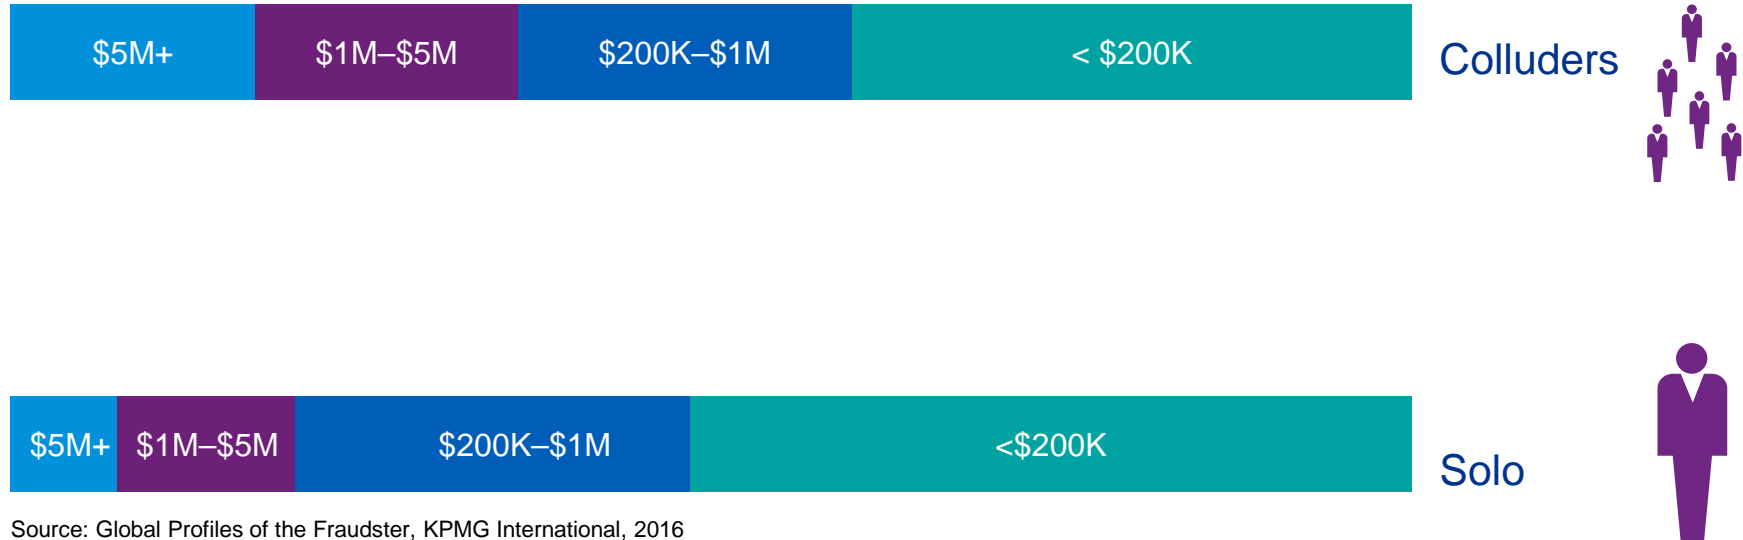 $5M+ $1M–$5M $200K–$1M < $200K Colluders
$5M+ $1M–$5M $200K–$1M <$200K
Solo
Source: Global Profiles of the Fraudster, KPMG International, 2016